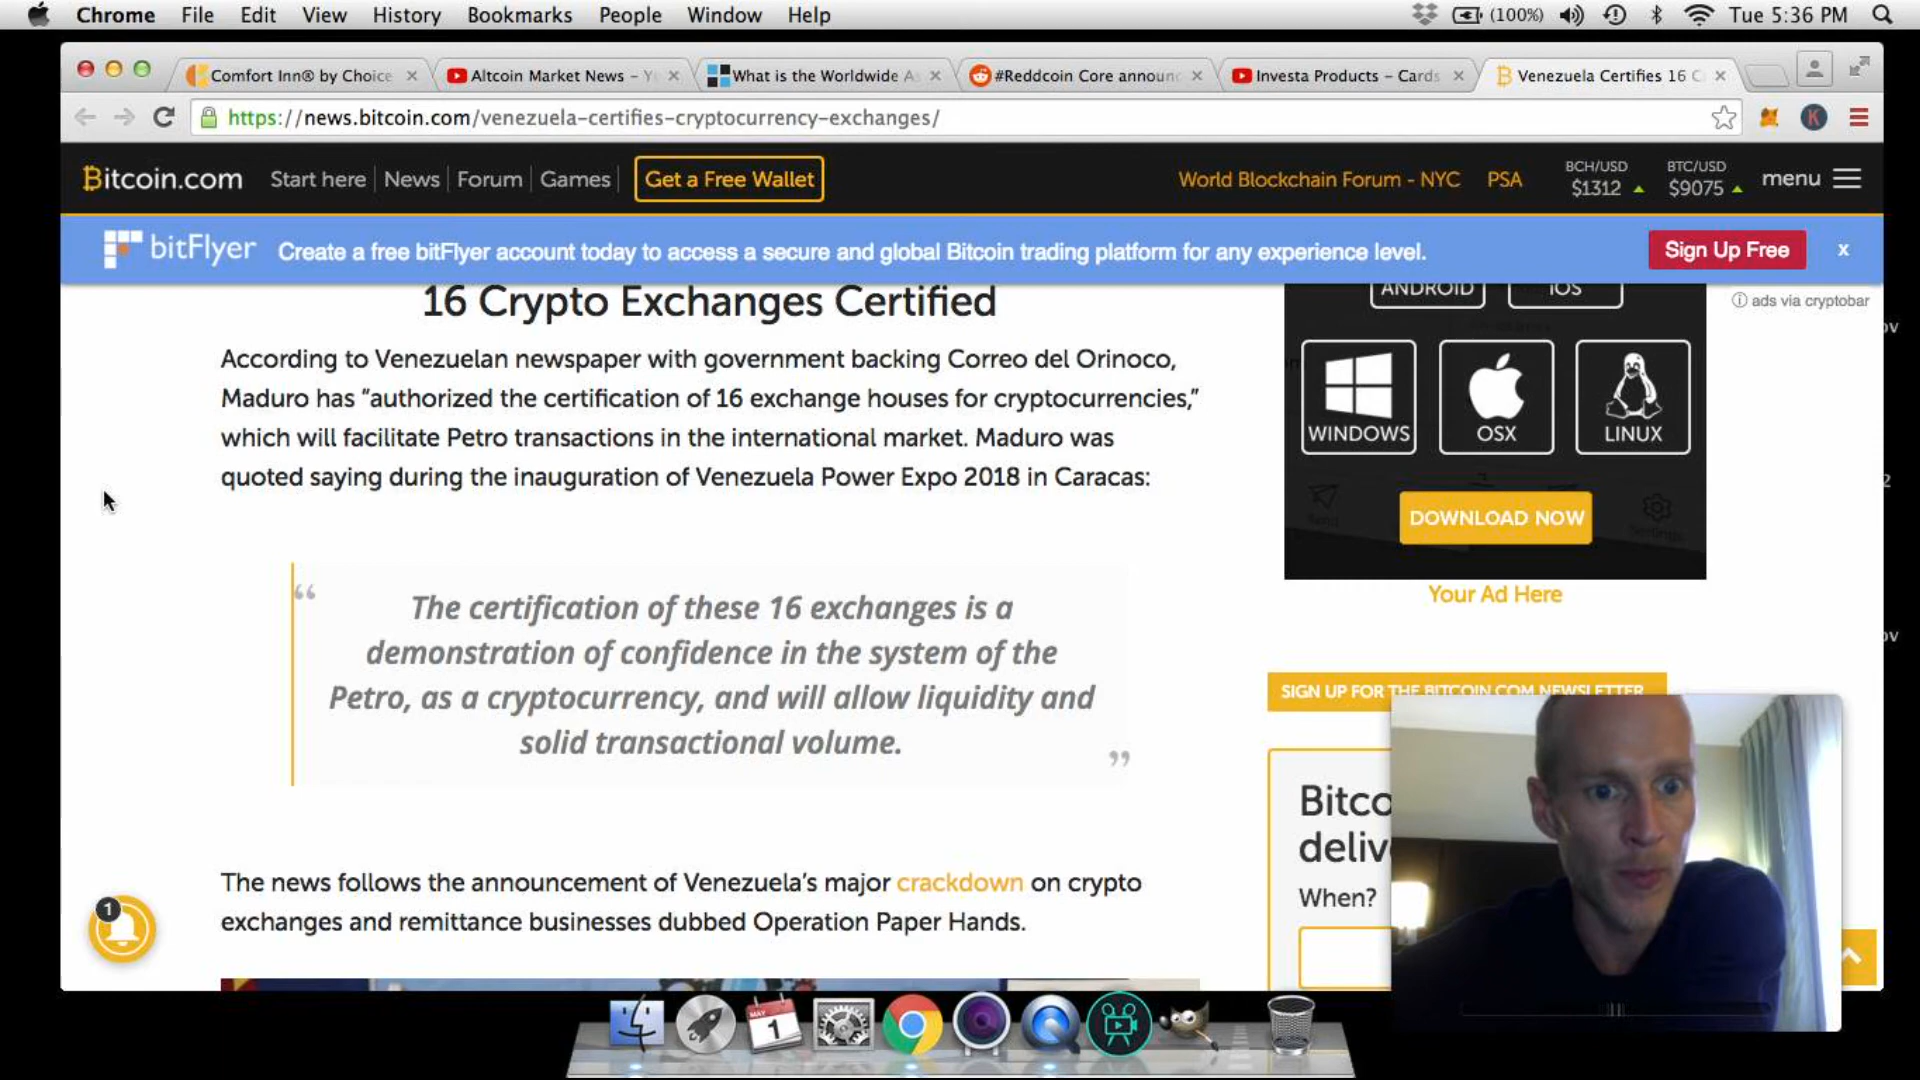 Chrome File Edit View History Bookmarks People Window Help
(100%) Tue 5:36 PM
Comfort Inn® by Choice
Altcoin Market News – Y
What is the Worldwide A
#Reddcoin Core announc
Investa Products – Cards
Venezuela Certifies 16 C
https://news.bitcoin.com/venezuela-certifies-cryptocurrency-exchanges/
K
Bitcoin.com
Start here
News
Forum
Games
Get a Free Wallet
World Blockchain Forum - NYC
PSA
BCH/USD
$1312
BTC/USD
$9075
menu
bitFlyer
Create a free bitFlyer account today to access a secure and global Bitcoin trading platform for any experience level.
Sign Up Free
x
ads via cryptobar
16 Crypto Exchanges Certified
According to Venezuelan newspaper with government backing Correo del Orinoco,
Maduro has “authorized the certification of 16 exchange houses for cryptocurrencies,”
which will facilitate Petro transactions in the international market. Maduro was
quoted saying during the inauguration of Venezuela Power Expo 2018 in Caracas:
“
The certification of these 16 exchanges is a
demonstration of confidence in the system of the
Petro, as a cryptocurrency, and will allow liquidity and
solid transactional volume.
”
The news follows the announcement of Venezuela’s major crackdown on crypto
exchanges and remittance businesses dubbed Operation Paper Hands.
1
ANDROID
iOS
WINDOWS
OSX
LINUX
Send
Settings
DOWNLOAD NOW
Your Ad Here
SIGN UP FOR THE BITCOIN.COM NEWSLETTER
Bitco
deliv
When?
MAY
1